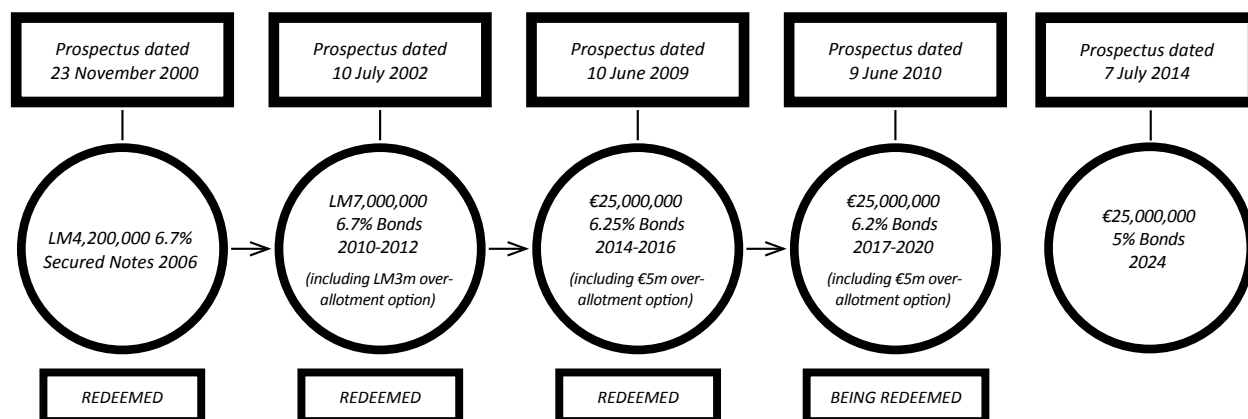 Prospectus dated
23 November 2000
Prospectus dated
10 July 2002
Prospectus dated
10 June 2009
Prospectus dated
9 June 2010
Prospectus dated
7 July 2014
LM4,200,000 6.7%
Secured Notes 2006
LM7,000,000
6.7% Bonds
2010-2012
(including LM3m over-
allotment option)
€25,000,000
6.25% Bonds
2014-2016
(including €5m over-
allotment option)
€25,000,000
6.2% Bonds
2017-2020
(including €5m over-
allotment option)
€25,000,000
5% Bonds
2024
REDEEMED
REDEEMED
REDEEMED
BEING REDEEMED